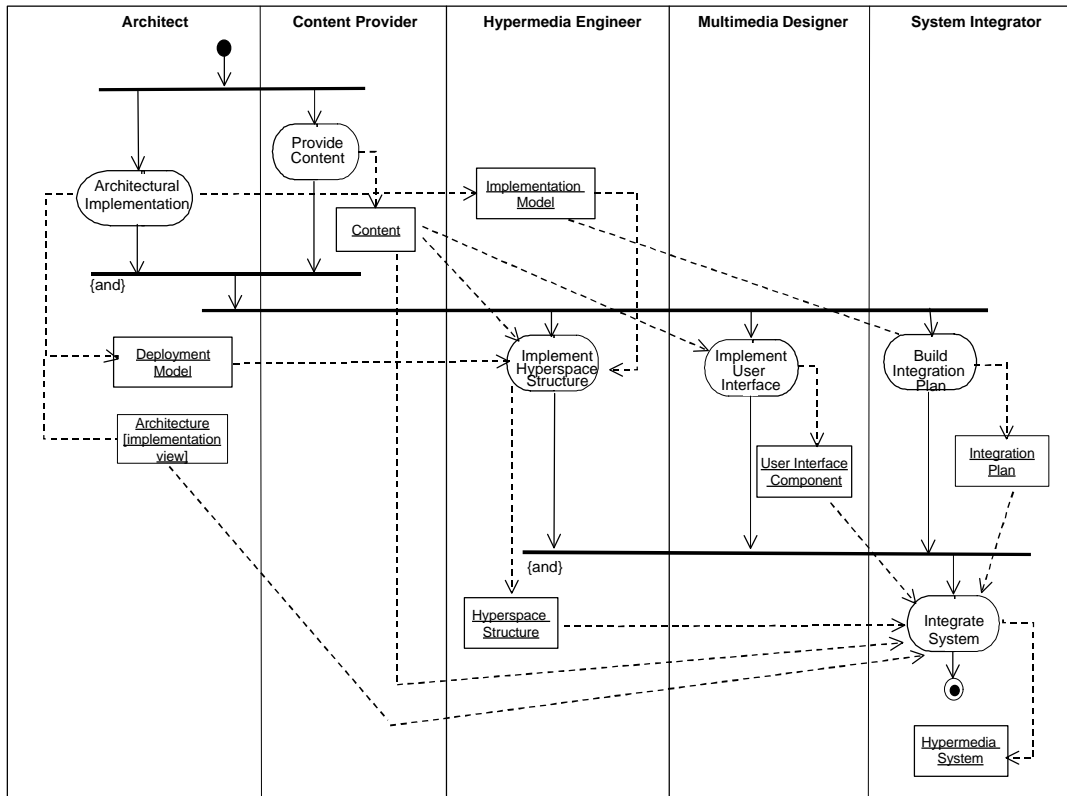 Architect
Content Provider
Hypermedia Engineer
Multimedia Designer
System Integrator
Provide
Content
Architectural
Implementation
Implementation
Model
Content
{and}
Deployment
Model
Implement
Hyperspace
Structure
Implement
User
Interface
Build
Integration
Plan
Architecture
[implementation
view]
User Interface
Component
Integration
Plan
{and}
Hyperspace
Structure
Integrate
System
Hypermedia
System